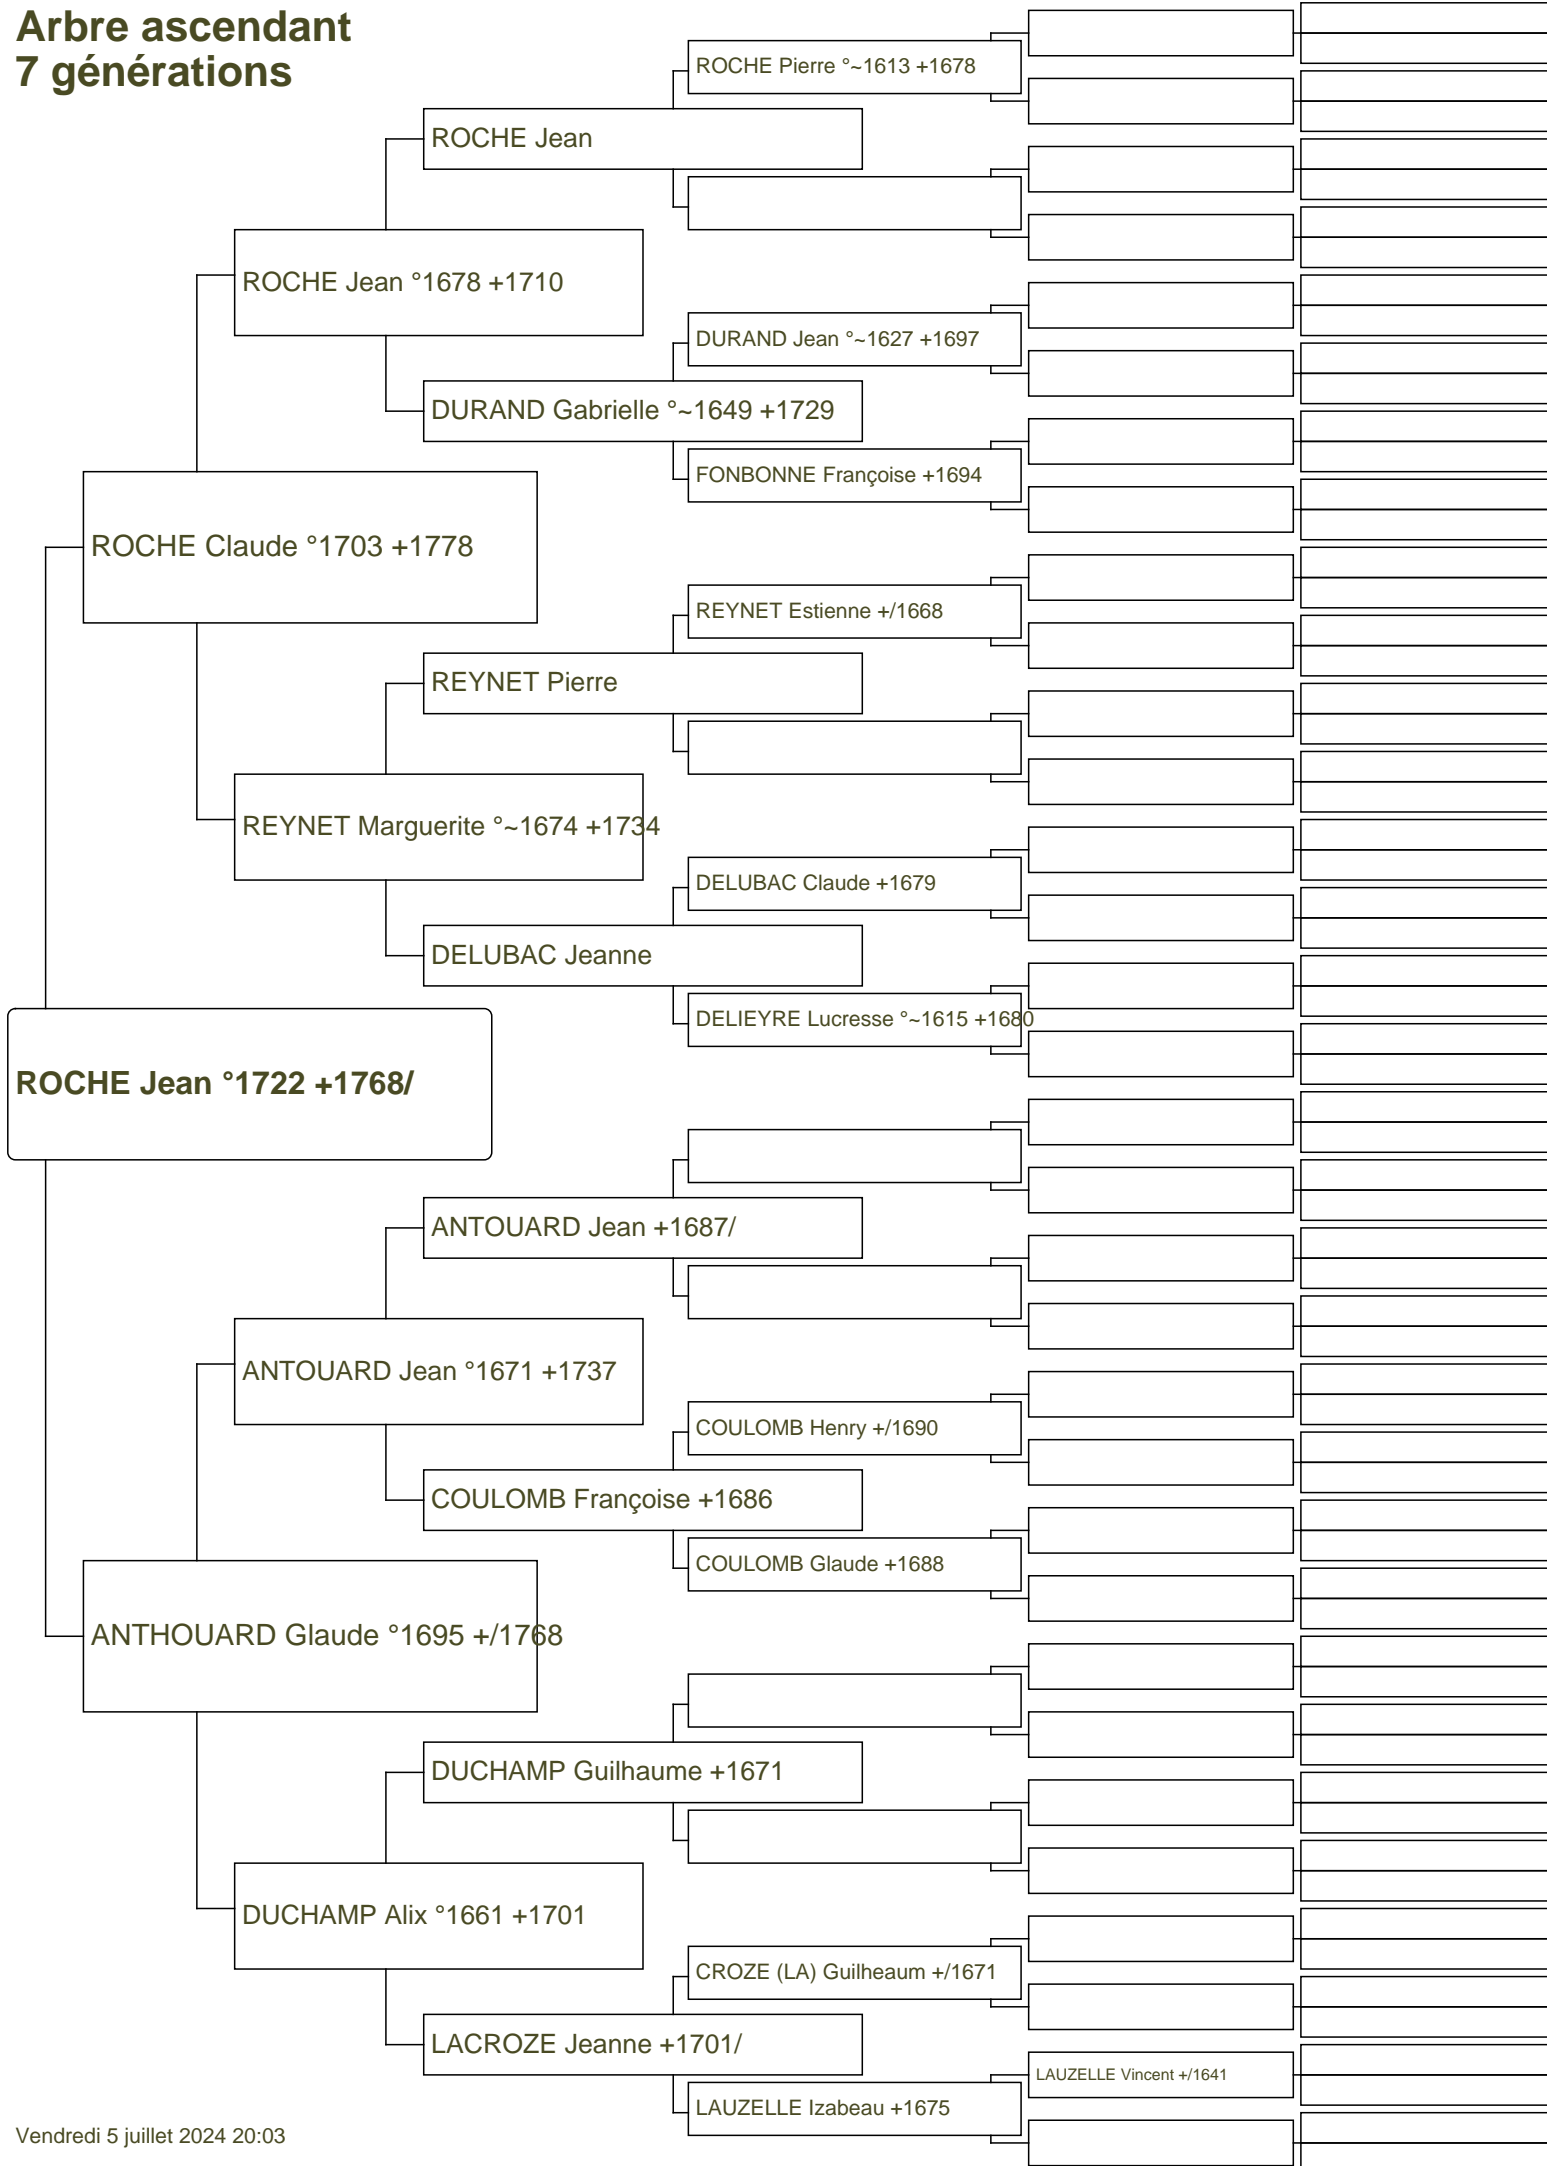 Arbre ascendant
7 générations
ROCHE Pierre °~1613 +1678
ROCHE Jean
ROCHE Jean °1678 +1710
DURAND Jean °~1627 +1697
DURAND Gabrielle °~1649 +1729
FONBONNE Françoise +1694
ROCHE Claude °1703 +1778
REYNET Estienne +/1668
REYNET Pierre
REYNET Marguerite °~1674 +1734
DELUBAC Claude +1679
DELUBAC Jeanne
DELIEYRE Lucresse °~1615 +1680
ROCHE Jean °1722 +1768/
ANTOUARD Jean +1687/
ANTOUARD Jean °1671 +1737
COULOMB Henry +/1690
COULOMB Françoise +1686
COULOMB Glaude +1688
ANTHOUARD Glaude °1695 +/1768
DUCHAMP Guilhaume +1671
DUCHAMP Alix °1661 +1701
CROZE (LA) Guilheaum +/1671
LACROZE Jeanne +1701/
LAUZELLE Vincent +/1641
LAUZELLE Izabeau +1675
Vendredi 5 juillet 2024 20:03